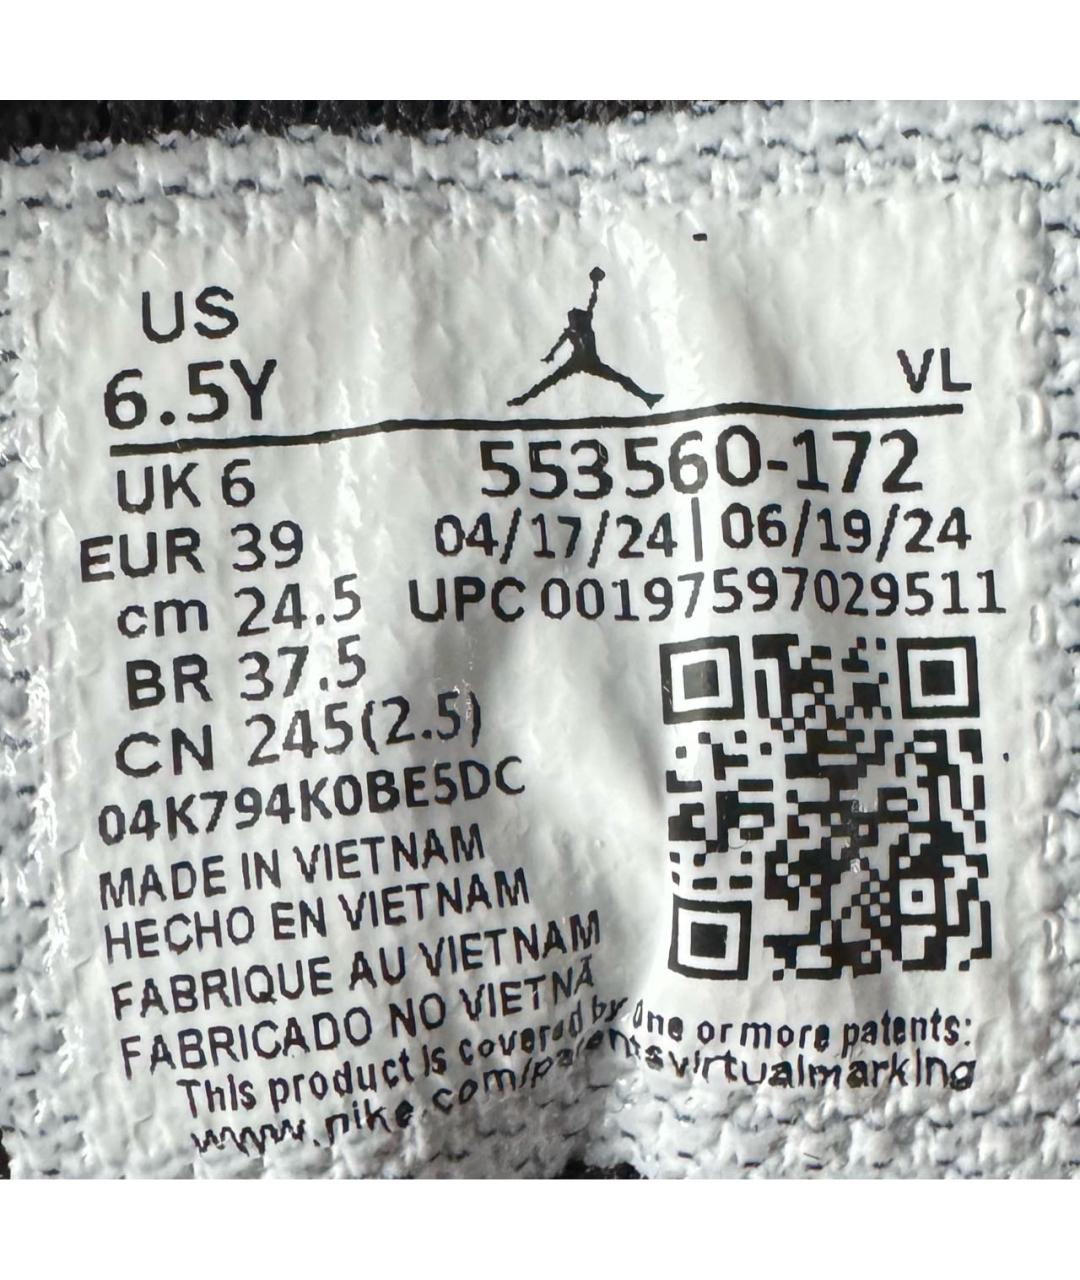 US
6.5Y
VL
UK 6
EUR 39
cm 24.5
BR 37.5
CN 245(2.5)
553560-172
04/17/24 | 06/19/24
UPC 00197597029511
04K794K0BE5DC
MADE IN VIETNAM
HECHO EN VIETNAM
FABRIQUE AU VIETNAM
FABRICADO NO VIETNÃ
This product is covered by one or more patents:
www.nike.com/patentsvirtualmarking